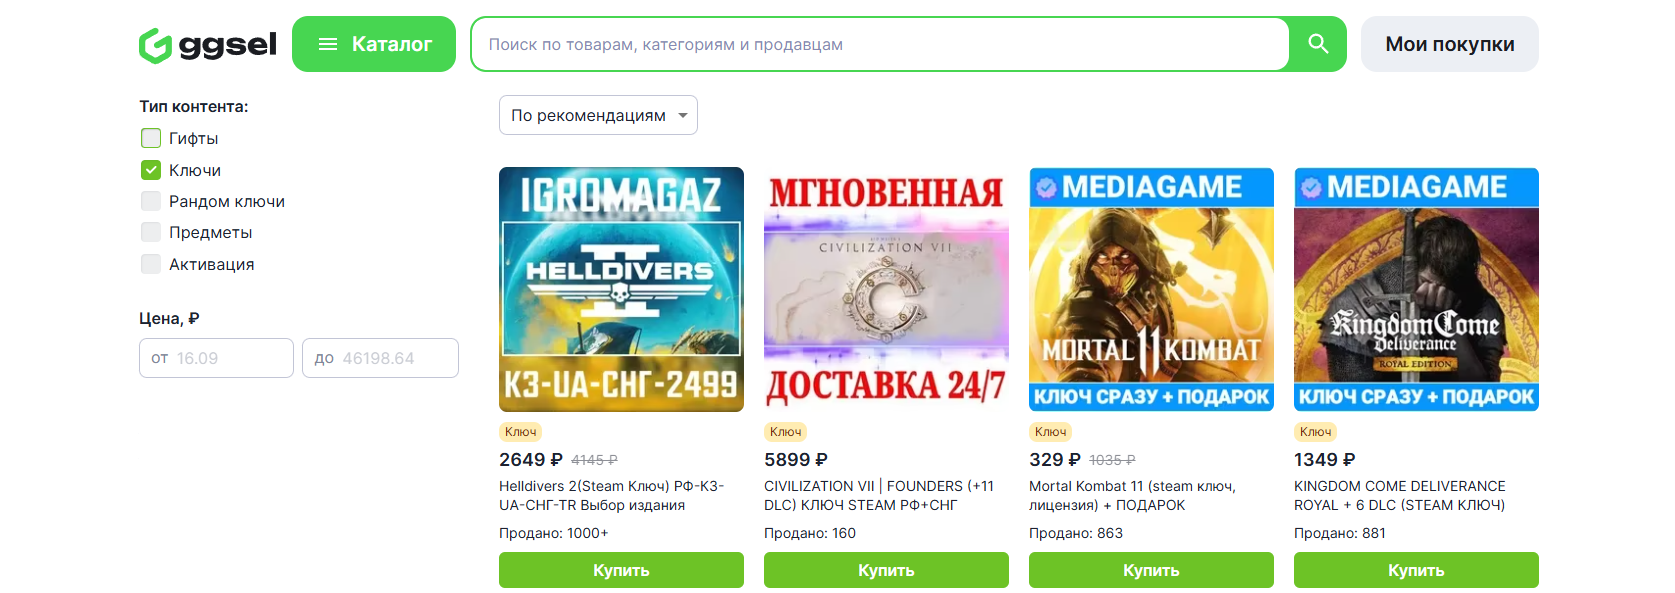 ggsel
Каталог
Поиск по товарам, категориям и продавцам
Мои покупки
Тип контента:
Гифты
Ключи
Рандом ключи
Предметы
Активация
Цена, ₽
от 16.09
до 46198.64
По рекомендациям
IGROMAGAZ
HELLDIVERS
II
КЗ-UA-СНГ-2499
Ключ
2649 ₽ 4145 ₽
Helldivers 2(Steam Ключ) РФ-КЗ-
UA-СНГ-TR Выбор издания
Продано: 1000+
Купить
МГНОВЕННАЯ
CIVILIZATION VII
ДОСТАВКА 24/7
Ключ
5899 ₽
CIVILIZATION VII | FOUNDERS (+11
DLC) КЛЮЧ STEAM РФ+СНГ
Продано: 160
Купить
MEDIAGAME
MORTAL KOMBAT
11
КЛЮЧ СРАЗУ + ПОДАРОК
Ключ
329 ₽ 1035 ₽
Mortal Kombat 11 (steam ключ,
лицензия) + ПОДАРОК
Продано: 863
Купить
MEDIAGAME
Kingdom Come
Deliverance
ROYAL EDITION
КЛЮЧ СРАЗУ + ПОДАРОК
Ключ
1349 ₽
KINGDOM COME DELIVERANCE
ROYAL + 6 DLC (STEAM КЛЮЧ)
Продано: 881
Купить